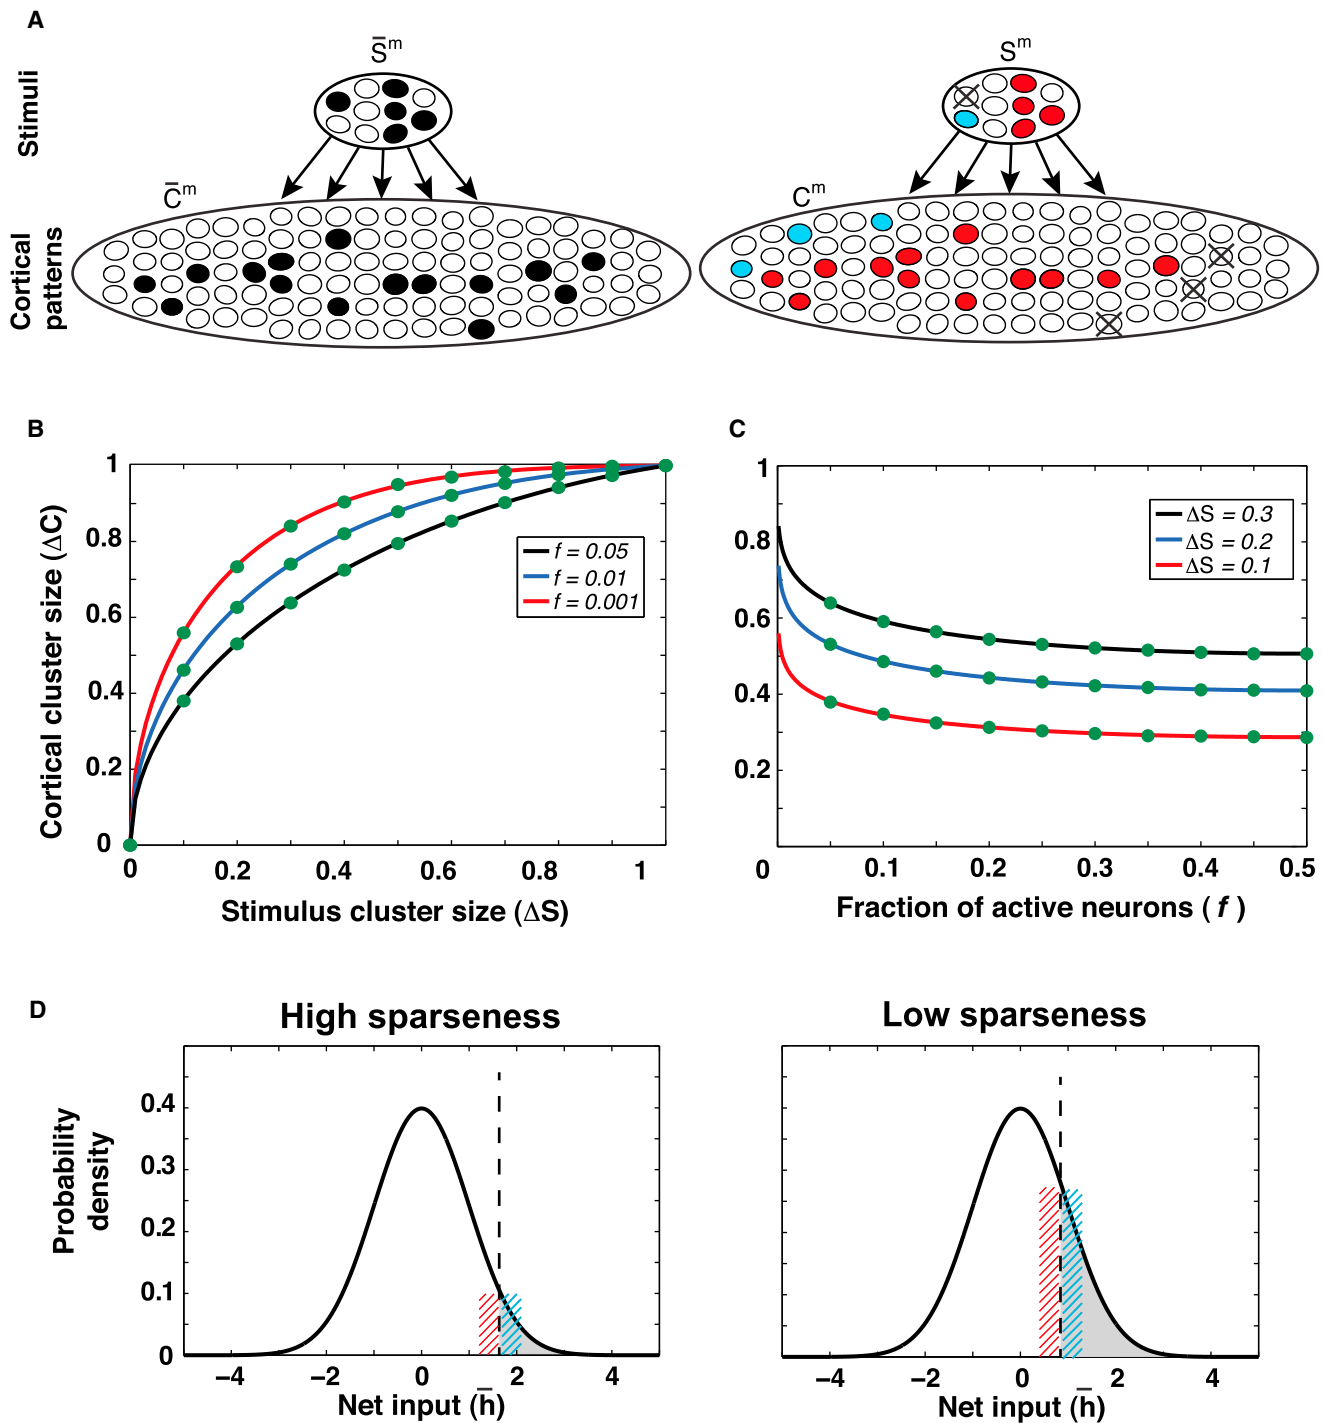 A
S̄ᵐ
Sᵐ
Stimuli
C̄ᵐ
Cᵐ
Cortical
patterns
B
Cortical cluster size (ΔC)
1
0.8
0.6
0.4
0.2
0
f = 0.05
f = 0.01
f = 0.001
0 0.2 0.4 0.6 0.8 1
Stimulus cluster size (ΔS)
C
1
0.8
0.6
0.4
0.2
ΔS = 0.3
ΔS = 0.2
ΔS = 0.1
0 0.1 0.2 0.3 0.4 0.5
Fraction of active neurons ( f )
D
High sparseness
Probability
density
0.4
0.3
0.2
0.1
0
−4 −2 0 2 4
Net input (h̄)
Low sparseness
−4 −2 0 2 4
Net input (h̄)